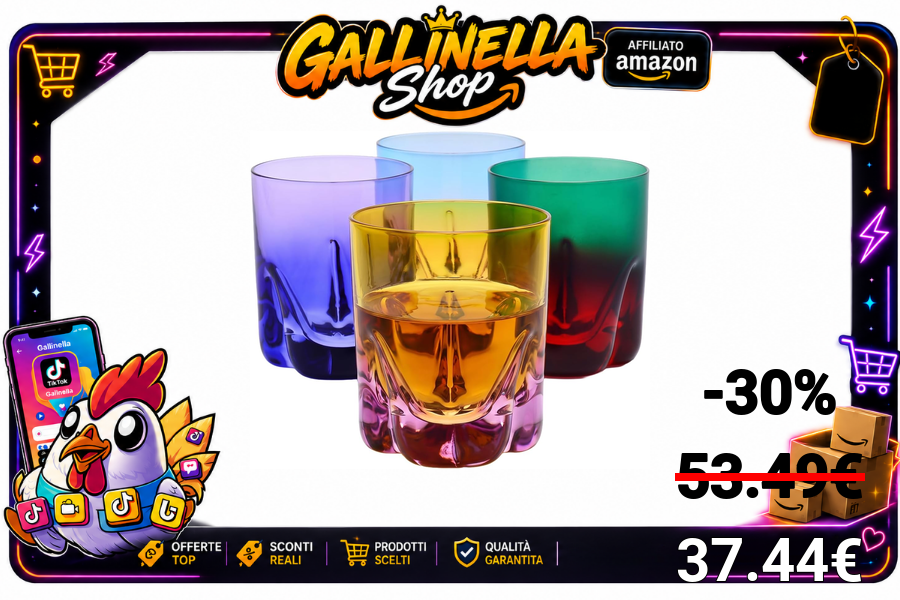 GALLINELLA
Shop
AFFILIATO
amazon
Gallinella
TikTok
Gallinella
-30%
53.49€
37.44€
OFFERTE
TOP
SCONTI
REALI
PRODOTTI
SCELTI
QUALITÀ
GARANTITA